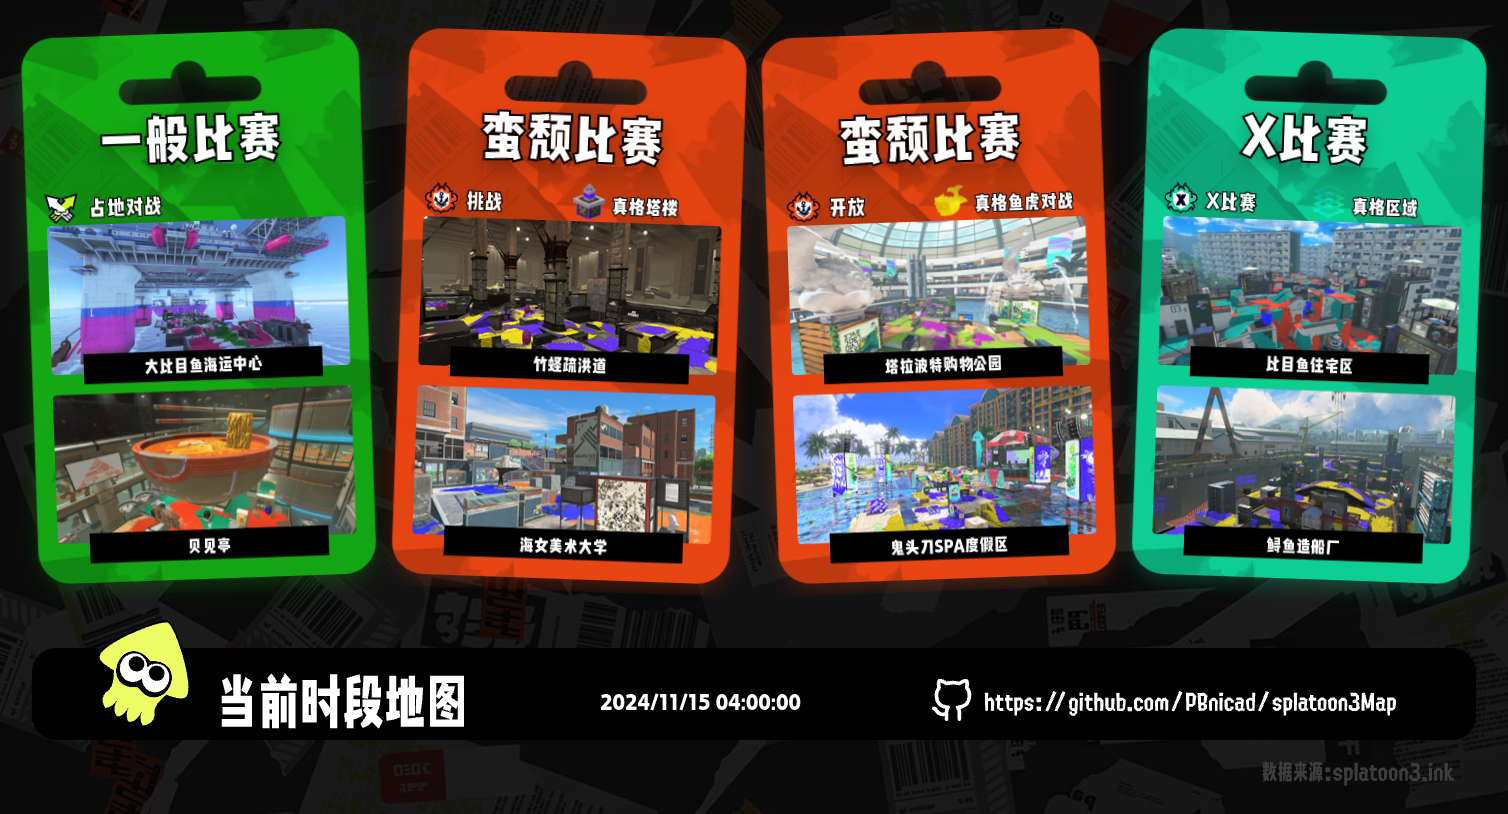 一般比赛
占地对战
大比目鱼海运中心
贝贝亭
蛮颓比赛
挑战
真格塔楼
竹蛏疏洪道
海女美术大学
蛮颓比赛
开放
真格鱼虎对战
塔拉波特购物公园
鬼头刀SPA度假区
X比赛
X比赛
真格区域
比目鱼住宅区
鲟鱼造船厂
当前时段地图
2024/11/15 04:00:00
https://github.com/PBnicad/splatoon3Map
数据来源:splatoon3.ink